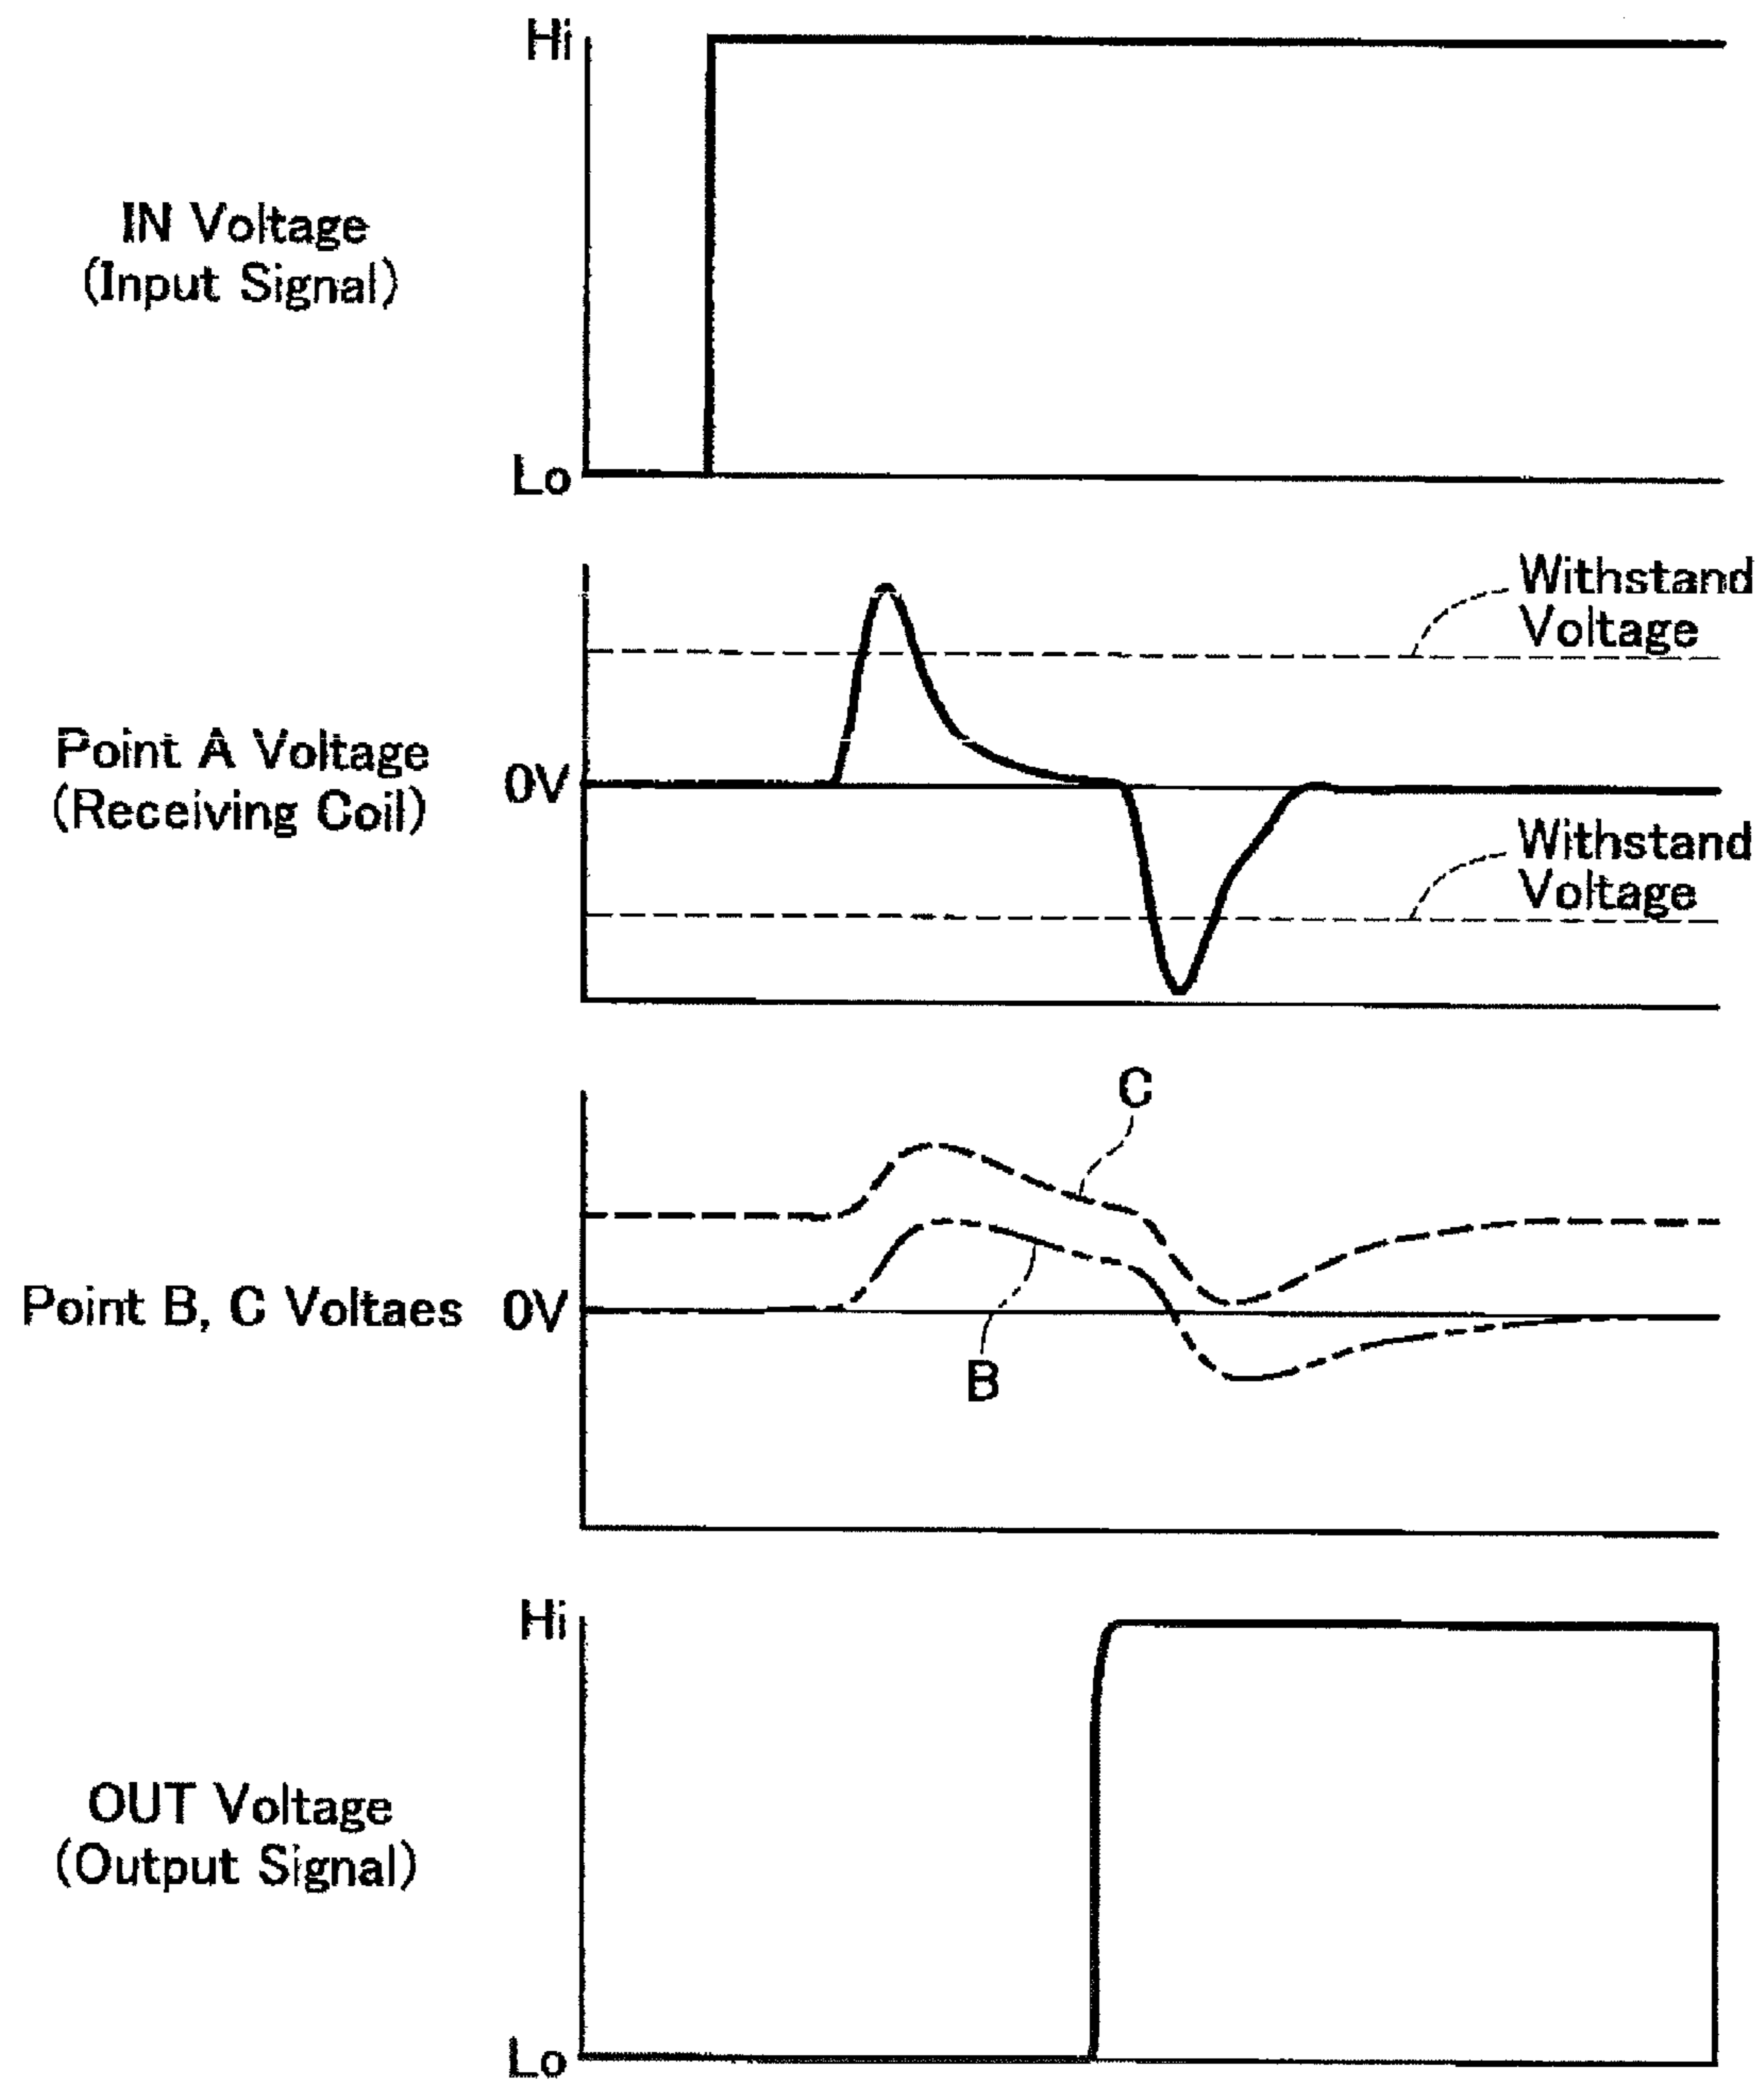 Hi
IN Voltage
(Input Signal)
Lo
Withstand
Voltage
Point A Voltage
(Receiving Coil)
0V
Withstand
Voltage
C
Point B, C Voltaes
0V
B
Hi
OUT Voltage
(Output Signal)
Lo